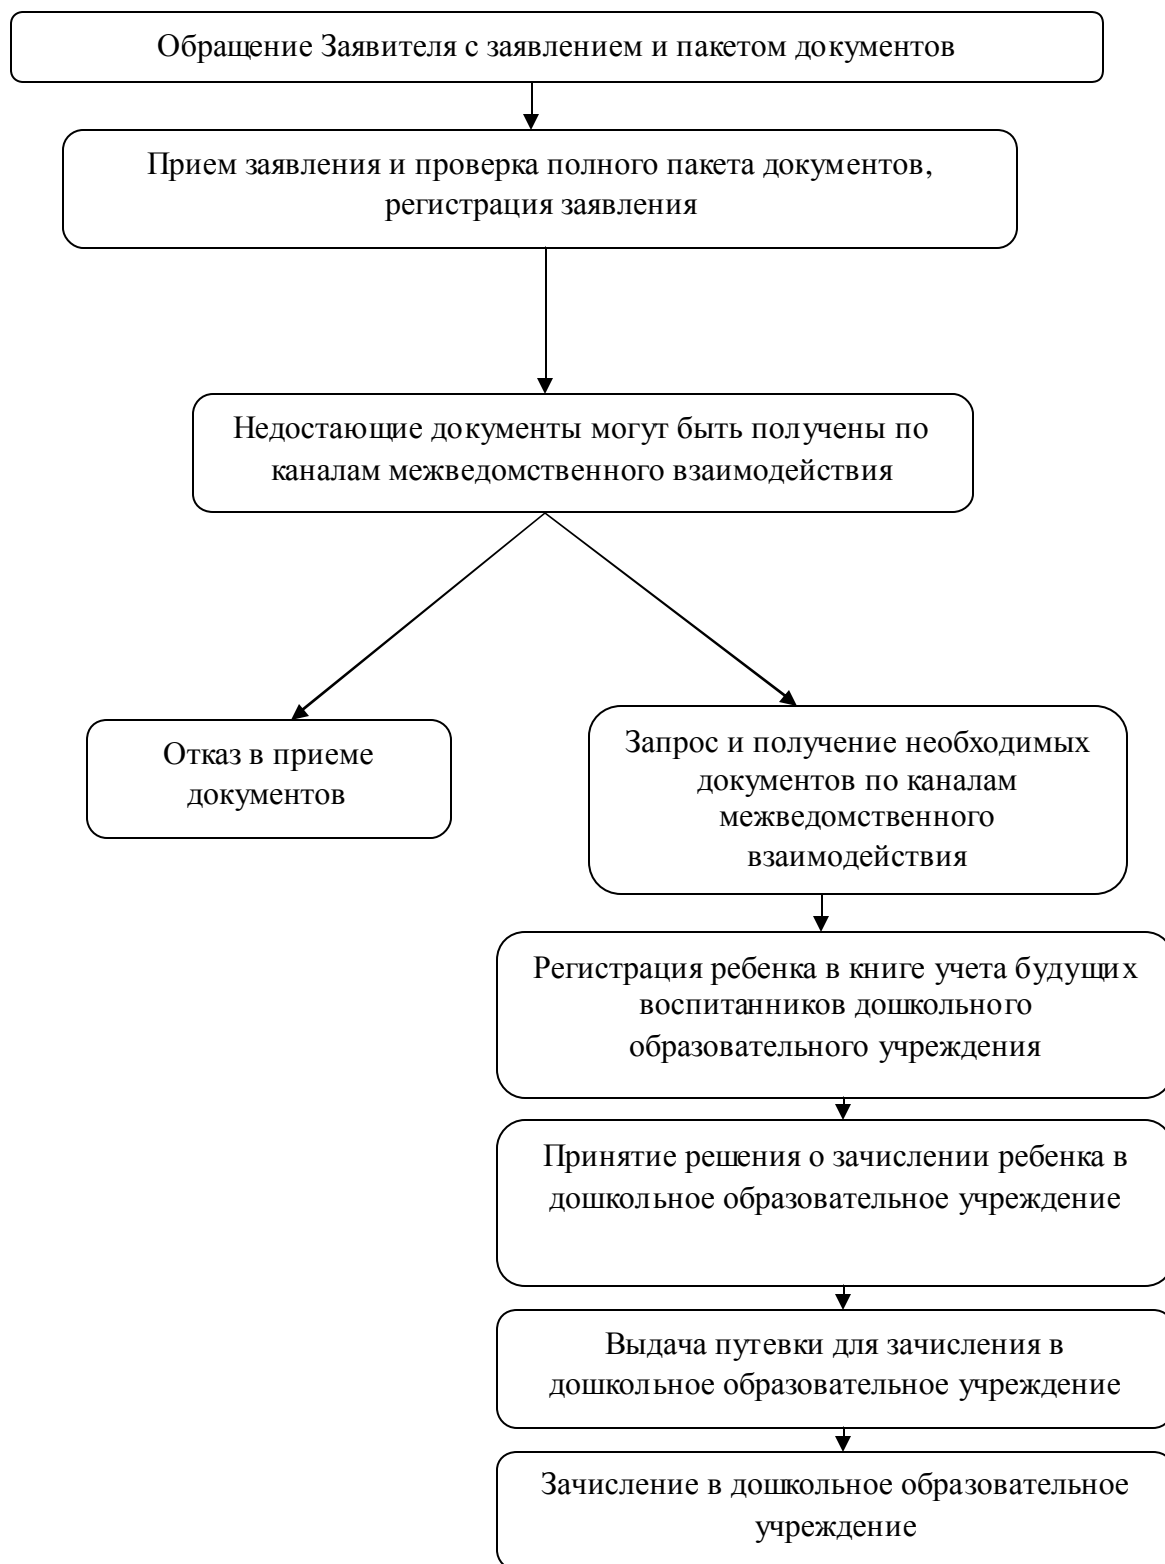 Обращение Заявителя с заявлением и пакетом документов
Прием заявления и проверка полного пакета документов,
регистрация заявления
Недостающие документы могут быть получены по
каналам межведомственного взаимодействия
Отказ в приеме
документов
Запрос и получение необходимых
документов по каналам
межведомственного
взаимодействия
Регистрация ребенка в книге учета будущих
воспитанников дошкольного
образовательного учреждения
Принятие решения о зачислении ребенка в
дошкольное образовательное учреждение
Выдача путевки для зачисления в
дошкольное образовательное учреждение
Зачисление в дошкольное образовательное
учреждение